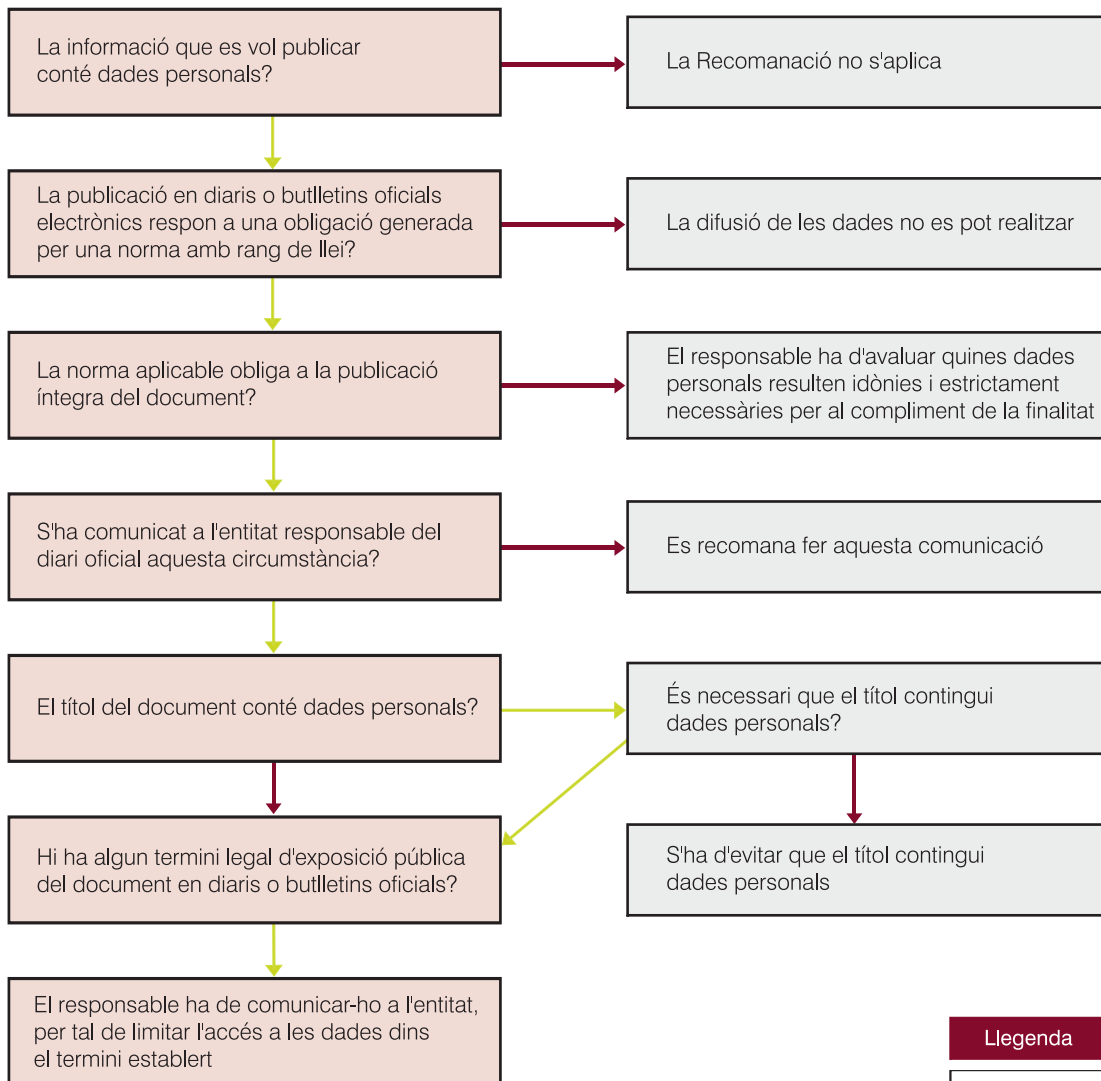 La informació que es vol publicar
conté dades personals?
La Recomanació no s'aplica
La publicació en diaris o butlletins oficials
electrònics respon a una obligació generada
per una norma amb rang de llei?
La difusió de les dades no es pot realitzar
La norma aplicable obliga a la publicació
íntegra del document?
El responsable ha d'avaluar quines dades
personals resulten idònies i estrictament
necessàries per al compliment de la finalitat
S'ha comunicat a l'entitat responsable del
diari oficial aquesta circumstància?
Es recomana fer aquesta comunicació
El títol del document conté dades personals?
És necessari que el títol contingui
dades personals?
Hi ha algun termini legal d'exposició pública
del document en diaris o butlletins oficials?
S'ha d'evitar que el títol contingui
dades personals
El responsable ha de comunicar-ho a l'entitat,
per tal de limitar l'accés a les dades dins
el termini establert
Llegenda